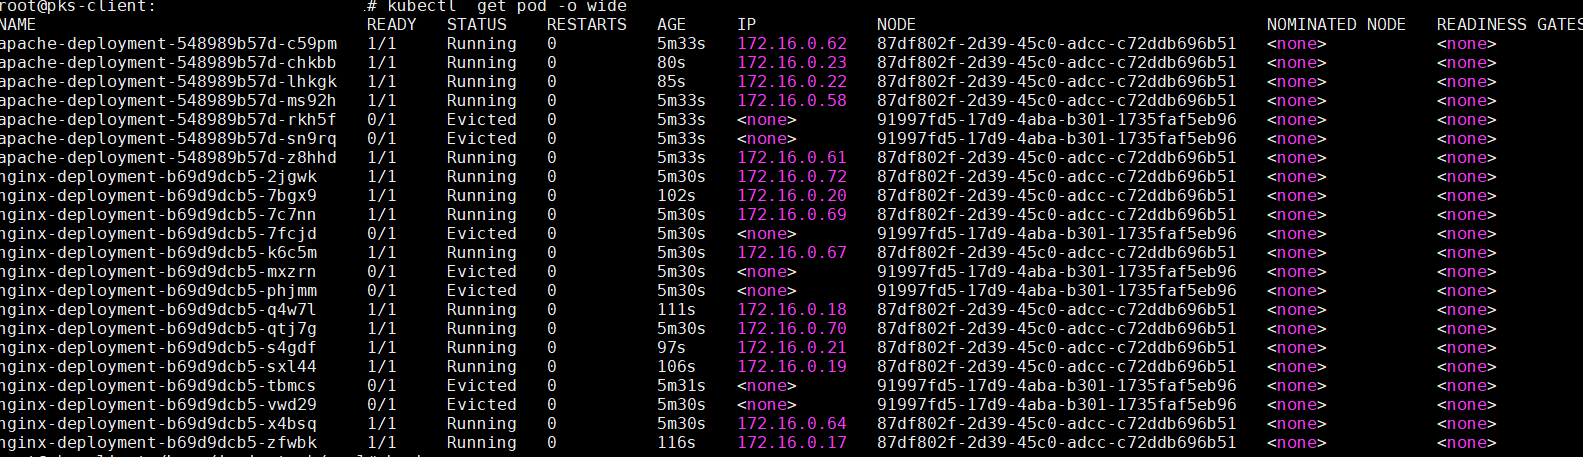 root@pks-client: # kubectl  get pod -o wide
NAME READY STATUS RESTARTS AGE IP NODE NOMINATED NODE READINESS GATES
apache-deployment-548989b57d-c59pm 1/1 Running 0 5m33s 172.16.0.62 87df802f-2d39-45c0-adcc-c72ddb696b51 <none> <none>
apache-deployment-548989b57d-chkbb 1/1 Running 0 80s 172.16.0.23 87df802f-2d39-45c0-adcc-c72ddb696b51 <none> <none>
apache-deployment-548989b57d-lhkgk 1/1 Running 0 85s 172.16.0.22 87df802f-2d39-45c0-adcc-c72ddb696b51 <none> <none>
apache-deployment-548989b57d-ms92h 1/1 Running 0 5m33s 172.16.0.58 87df802f-2d39-45c0-adcc-c72ddb696b51 <none> <none>
apache-deployment-548989b57d-rkh5f 0/1 Evicted 0 5m33s <none> 91997fd5-17d9-4aba-b301-1735faf5eb96 <none> <none>
apache-deployment-548989b57d-sn9rq 0/1 Evicted 0 5m33s <none> 91997fd5-17d9-4aba-b301-1735faf5eb96 <none> <none>
apache-deployment-548989b57d-z8hhd 1/1 Running 0 5m33s 172.16.0.61 87df802f-2d39-45c0-adcc-c72ddb696b51 <none> <none>
nginx-deployment-b69d9dcb5-2jgwk 1/1 Running 0 5m30s 172.16.0.72 87df802f-2d39-45c0-adcc-c72ddb696b51 <none> <none>
nginx-deployment-b69d9dcb5-7bgx9 1/1 Running 0 102s 172.16.0.20 87df802f-2d39-45c0-adcc-c72ddb696b51 <none> <none>
nginx-deployment-b69d9dcb5-7c7nn 1/1 Running 0 5m30s 172.16.0.69 87df802f-2d39-45c0-adcc-c72ddb696b51 <none> <none>
nginx-deployment-b69d9dcb5-7fcjd 0/1 Evicted 0 5m30s <none> 91997fd5-17d9-4aba-b301-1735faf5eb96 <none> <none>
nginx-deployment-b69d9dcb5-k6c5m 1/1 Running 0 5m30s 172.16.0.67 87df802f-2d39-45c0-adcc-c72ddb696b51 <none> <none>
nginx-deployment-b69d9dcb5-mxzrn 0/1 Evicted 0 5m30s <none> 91997fd5-17d9-4aba-b301-1735faf5eb96 <none> <none>
nginx-deployment-b69d9dcb5-phjmm 0/1 Evicted 0 5m30s <none> 91997fd5-17d9-4aba-b301-1735faf5eb96 <none> <none>
nginx-deployment-b69d9dcb5-q4w7l 1/1 Running 0 111s 172.16.0.18 87df802f-2d39-45c0-adcc-c72ddb696b51 <none> <none>
nginx-deployment-b69d9dcb5-qtj7g 1/1 Running 0 5m30s 172.16.0.70 87df802f-2d39-45c0-adcc-c72ddb696b51 <none> <none>
nginx-deployment-b69d9dcb5-s4gdf 1/1 Running 0 97s 172.16.0.21 87df802f-2d39-45c0-adcc-c72ddb696b51 <none> <none>
nginx-deployment-b69d9dcb5-sxl44 1/1 Running 0 106s 172.16.0.19 87df802f-2d39-45c0-adcc-c72ddb696b51 <none> <none>
nginx-deployment-b69d9dcb5-tbmcs 0/1 Evicted 0 5m31s <none> 91997fd5-17d9-4aba-b301-1735faf5eb96 <none> <none>
nginx-deployment-b69d9dcb5-vwd29 0/1 Evicted 0 5m30s <none> 91997fd5-17d9-4aba-b301-1735faf5eb96 <none> <none>
nginx-deployment-b69d9dcb5-x4bsq 1/1 Running 0 5m30s 172.16.0.64 87df802f-2d39-45c0-adcc-c72ddb696b51 <none> <none>
nginx-deployment-b69d9dcb5-zfwbk 1/1 Running 0 116s 172.16.0.17 87df802f-2d39-45c0-adcc-c72ddb696b51 <none> <none>